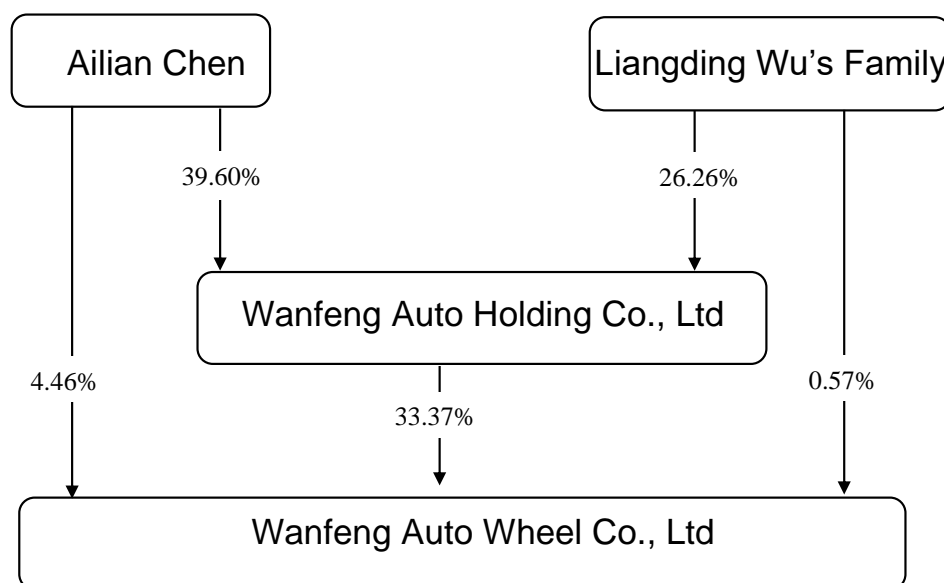 Ailian Chen
Liangding Wu’s Family
39.60%
26.26%
Wanfeng Auto Holding Co., Ltd
4.46%
0.57%
33.37%
Wanfeng Auto Wheel Co., Ltd